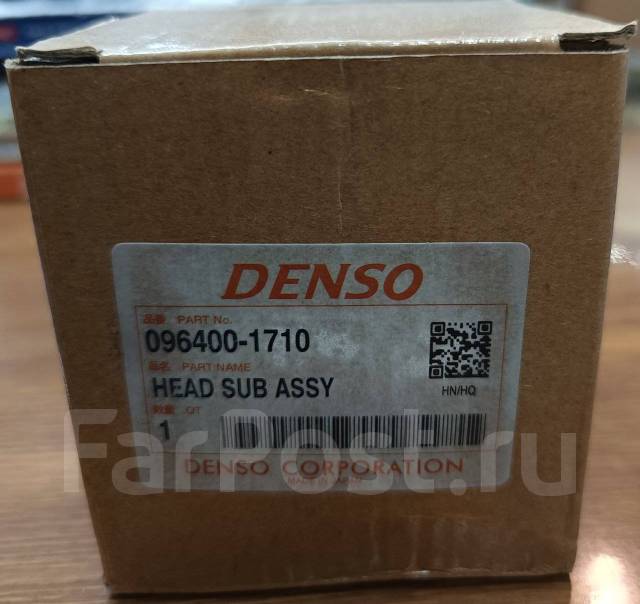 DENSO
品番 PART No.
096400-1710
品名 PART NAME
HEAD SUB ASSY
HN/HQ
数量 QT
1
DENSO CORPORATION
MADE IN JAPAN
FarPost.ru